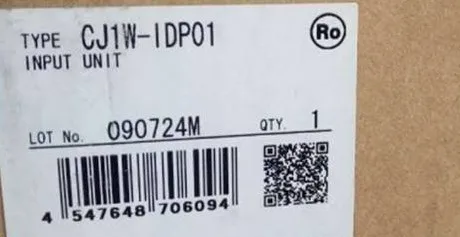 TYPE CJ1W-IDP01 Ro
INPUT UNIT
LOT No. 090724M QTY. 1
4 547648 706094